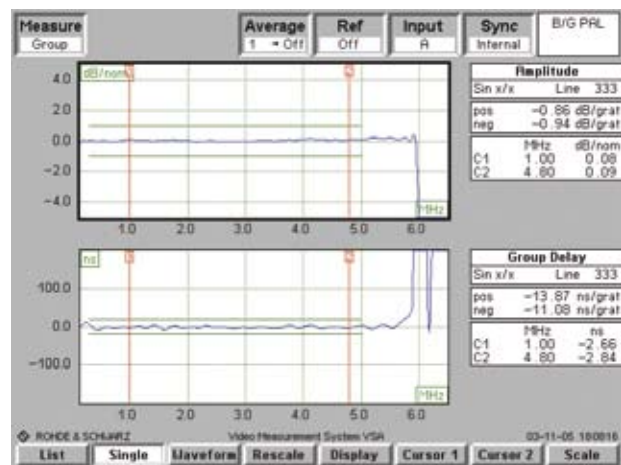 Measure
Group
Average
1 → Off
Ref
Off
Input
A
Sync
Internal
B/G PAL
dB/nom
4.0
2.0
0.0
−2.0
−4.0
MHz
1.0 2.0 3.0 4.0 5.0 6.0
Amplitude
Sin x/x Line 333
pos −0.86 dB/grat
neg −0.94 dB/grat
MHz dB/nom
C1 1.00 0.08
C2 4.80 0.09
ns
100.0
0.0
−100.0
MHz
1.0 2.0 3.0 4.0 5.0 6.0
Group Delay
Sin x/x Line 333
pos −13.87 ns/grat
neg −11.08 ns/grat
MHz ns
C1 1.00 −2.66
C2 4.80 −2.84
ROHDE & SCHWARZ Video Measurement System VSA 03-11-05 180816
List Single Waveform Rescale Display Cursor 1 Cursor 2 Scale